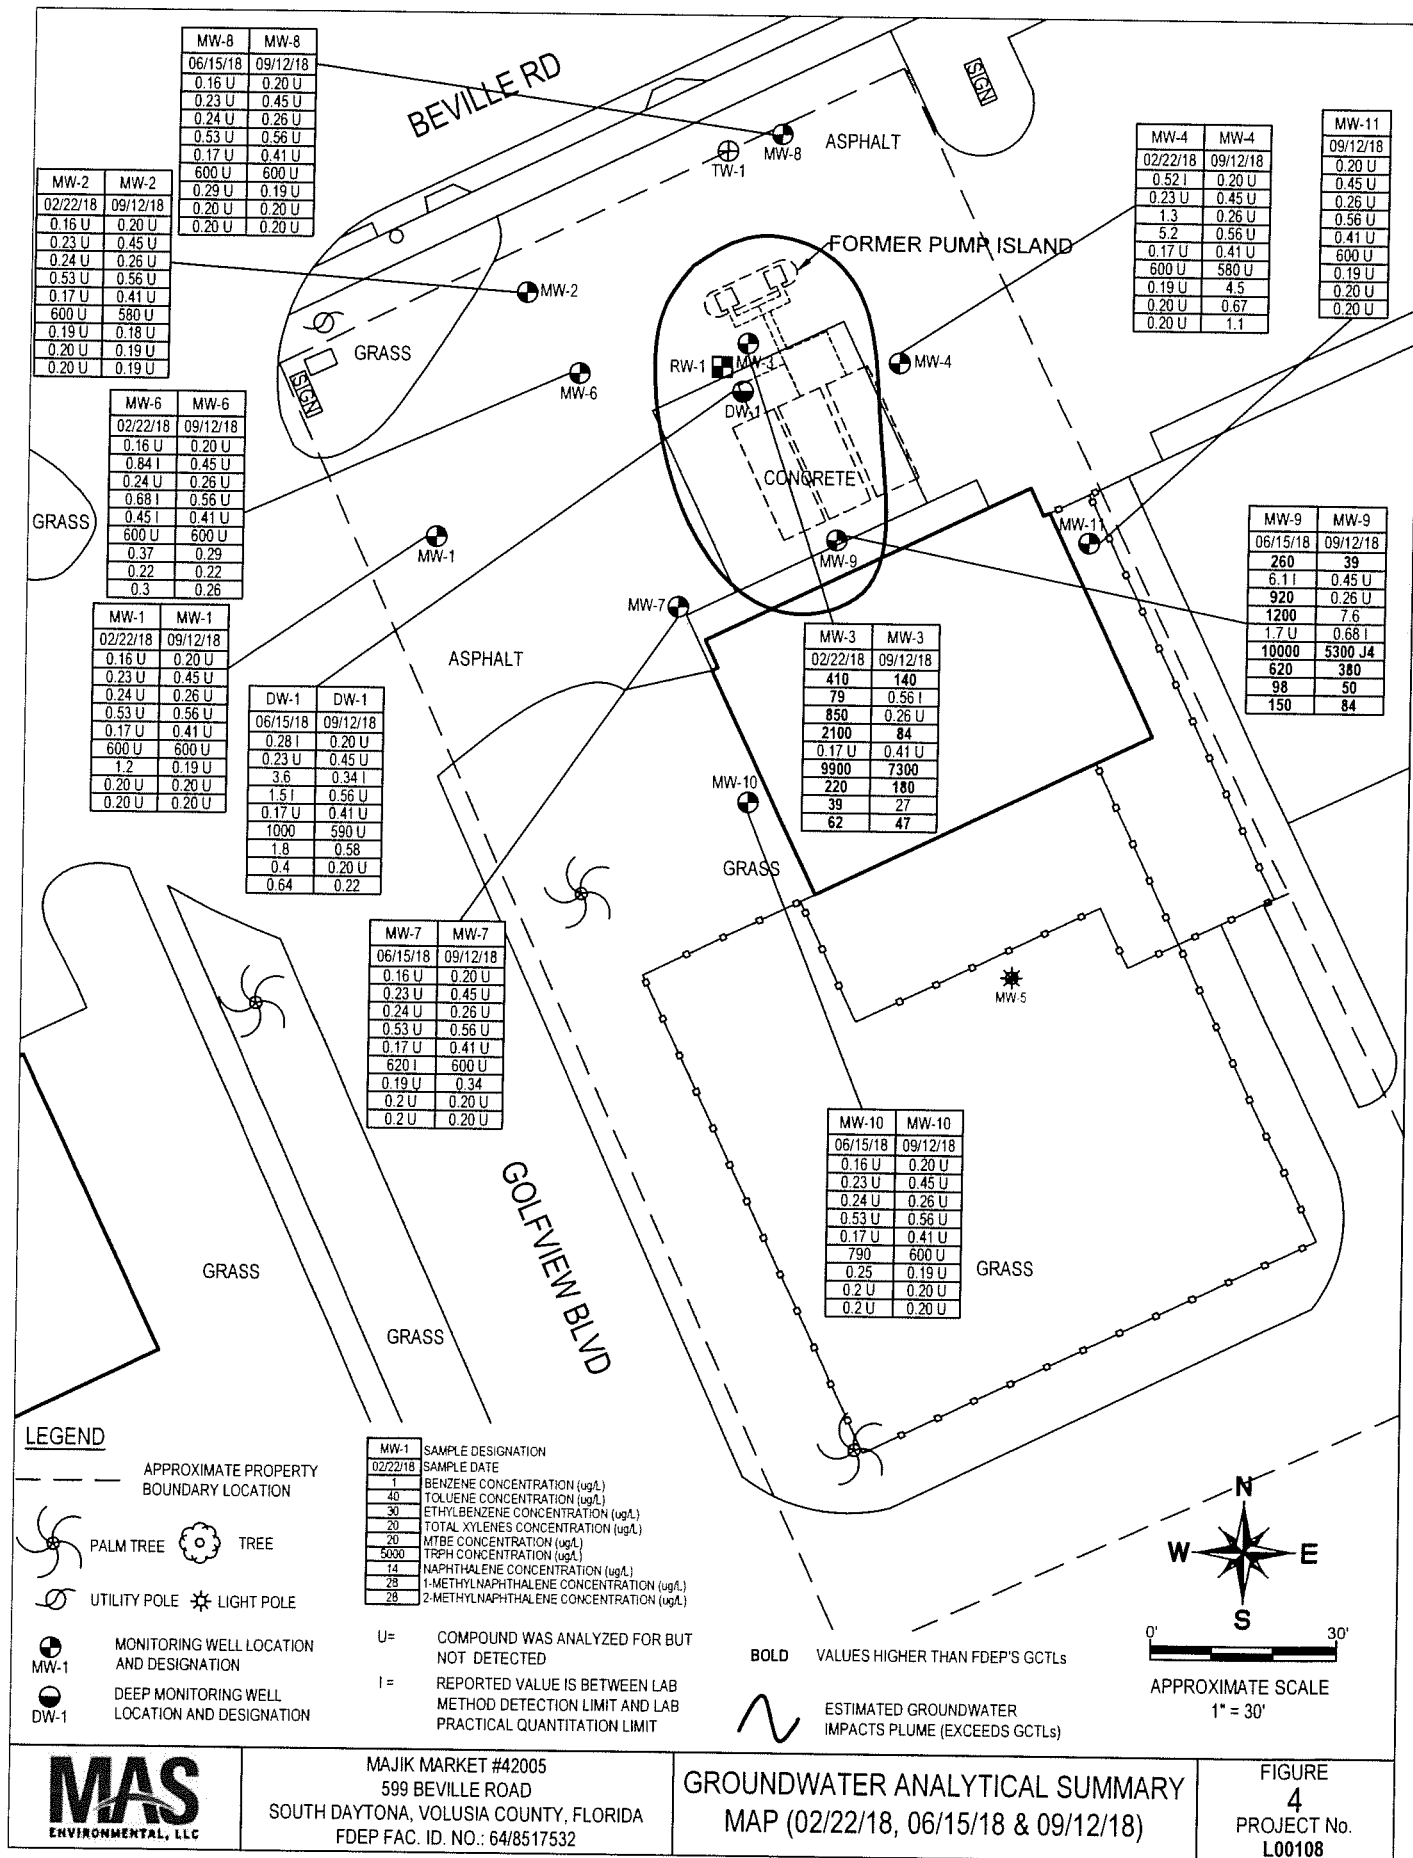 MW-8 MW-8
06/15/18 09/12/18
0.16 U 0.20 U
0.23 U 0.45 U
0.24 U 0.26 U
0.53 U 0.56 U
0.17 U 0.41 U
600 U 600 U
0.29 U 0.19 U
0.20 U 0.20 U
0.20 U 0.20 U
BEVILLE RD
SIGN
ASPHALT
MW-8
TW-1
MW-4 MW-4
02/22/18 09/12/18
0.52 I 0.20 U
0.23 U 0.45 U
1.3 0.26 U
5.2 0.56 U
0.17 U 0.41 U
600 U 580 U
0.19 U 4.5
0.20 U 0.67
0.20 U 1.1
MW-11
09/12/18
0.20 U
0.45 U
0.26 U
0.56 U
0.41 U
600 U
0.19 U
0.20 U
0.20 U
MW-2 MW-2
02/22/18 09/12/18
0.16 U 0.20 U
0.23 U 0.45 U
0.24 U 0.26 U
0.53 U 0.56 U
0.17 U 0.41 U
600 U 580 U
0.19 U 0.18 U
0.20 U 0.19 U
0.20 U 0.19 U
FORMER PUMP ISLAND
MW-2
GRASS
SIGN
MW-6
RW-1
MW-3
DW-1
MW-4
CONCRETE
MW-6 MW-6
02/22/18 09/12/18
0.16 U 0.20 U
0.84 I 0.45 U
0.24 U 0.26 U
0.68 I 0.56 U
0.45 I 0.41 U
600 U 600 U
0.37 0.29
0.22 0.22
0.3 0.26
GRASS
MW-1
MW-9
MW-11
MW-7
MW-9 MW-9
06/15/18 09/12/18
260 39
6.1 I 0.45 U
920 0.26 U
1200 7.6
1.7 U 0.68 I
10000 5300 J4
620 380
98 50
150 84
MW-1 MW-1
02/22/18 09/12/18
0.16 U 0.20 U
0.23 U 0.45 U
0.24 U 0.26 U
0.53 U 0.56 U
0.17 U 0.41 U
600 U 600 U
1.2 0.19 U
0.20 U 0.20 U
0.20 U 0.20 U
ASPHALT
MW-3 MW-3
02/22/18 09/12/18
410 140
79 0.56 I
850 0.26 U
2100 84
0.17 U 0.41 U
9900 7300
220 180
39 27
62 47
DW-1 DW-1
06/15/18 09/12/18
0.28 I 0.20 U
0.23 U 0.45 U
3.6 0.34 I
1.5 I 0.56 U
0.17 U 0.41 U
1000 590 U
1.8 0.58
0.4 0.20 U
0.64 0.22
MW-10
GRASS
MW-7 MW-7
06/15/18 09/12/18
0.16 U 0.20 U
0.23 U 0.45 U
0.24 U 0.26 U
0.53 U 0.56 U
0.17 U 0.41 U
620 I 600 U
0.19 U 0.34
0.2 U 0.20 U
0.2 U 0.20 U
MW-5
MW-10 MW-10
06/15/18 09/12/18
0.16 U 0.20 U
0.23 U 0.45 U
0.24 U 0.26 U
0.53 U 0.56 U
0.17 U 0.41 U
790 600 U
0.25 0.19 U
0.2 U 0.20 U
0.2 U 0.20 U
GOLFVIEW BLVD
GRASS
GRASS
GRASS
LEGEND
APPROXIMATE PROPERTY
BOUNDARY LOCATION
PALM TREE
TREE
UTILITY POLE
LIGHT POLE
MW-1
MONITORING WELL LOCATION
AND DESIGNATION
DW-1
DEEP MONITORING WELL
LOCATION AND DESIGNATION
MW-1 SAMPLE DESIGNATION
02/22/18 SAMPLE DATE
1 BENZENE CONCENTRATION (ug/L)
40 TOLUENE CONCENTRATION (ug/L)
30 ETHYLBENZENE CONCENTRATION (ug/L)
20 TOTAL XYLENES CONCENTRATION (ug/L)
20 MTBE CONCENTRATION (ug/L)
5000 TRPH CONCENTRATION (ug/L)
14 NAPHTHALENE CONCENTRATION (ug/L)
28 1-METHYLNAPHTHALENE CONCENTRATION (ug/L)
28 2-METHYLNAPHTHALENE CONCENTRATION (ug/L)
U= COMPOUND WAS ANALYZED FOR BUT
NOT DETECTED
I = REPORTED VALUE IS BETWEEN LAB
METHOD DETECTION LIMIT AND LAB
PRACTICAL QUANTITATION LIMIT
BOLD VALUES HIGHER THAN FDEP'S GCTLs
ESTIMATED GROUNDWATER
IMPACTS PLUME (EXCEEDS GCTLs)
N
W E
S
0' 30'
APPROXIMATE SCALE
1" = 30'
MAS
ENVIRONMENTAL, LLC
MAJIK MARKET #42005
599 BEVILLE ROAD
SOUTH DAYTONA, VOLUSIA COUNTY, FLORIDA
FDEP FAC. ID. NO.: 64/8517532
GROUNDWATER ANALYTICAL SUMMARY
MAP (02/22/18, 06/15/18 & 09/12/18)
FIGURE
4
PROJECT No.
L00108